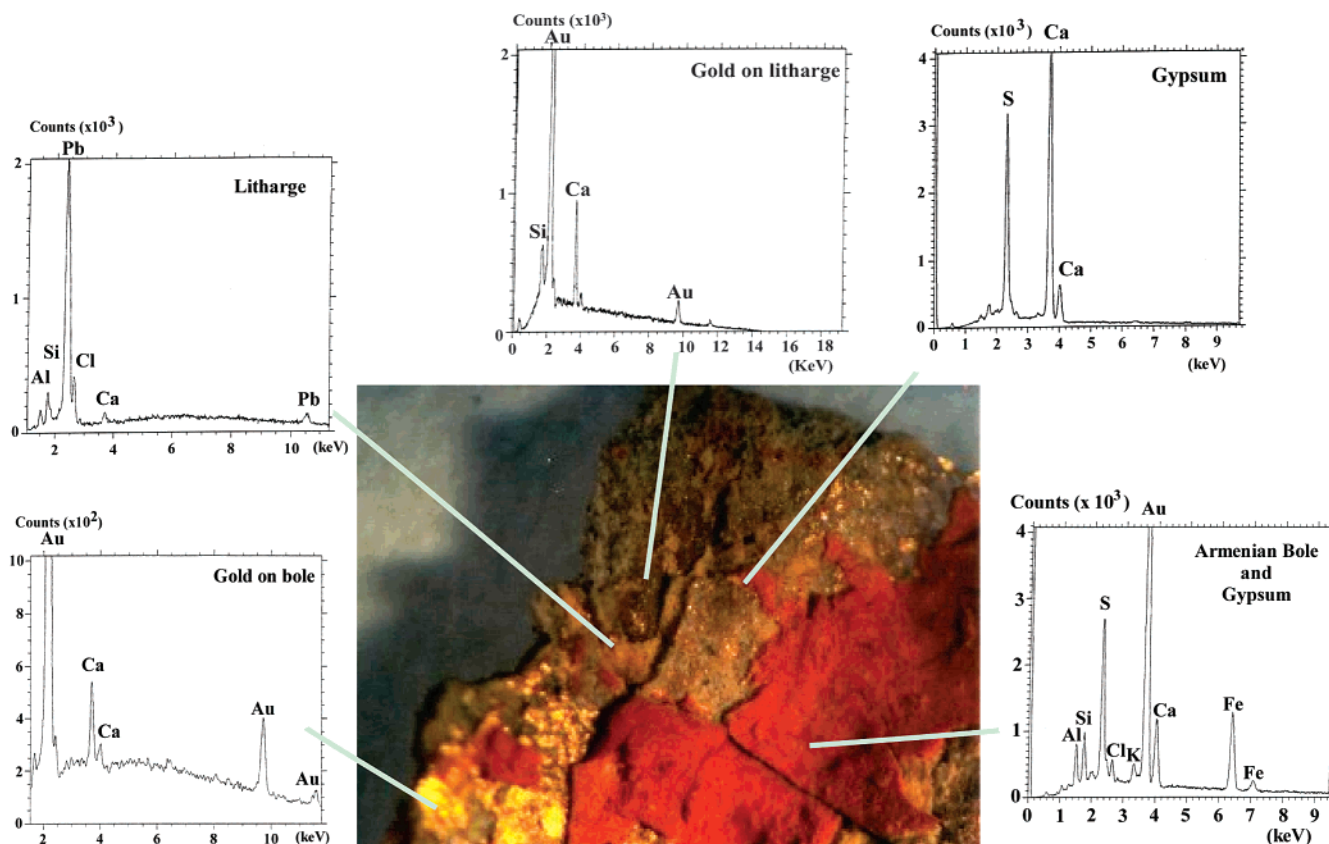 Counts (x10³)
Au
2
1
0
Gold on litharge
Si
Ca
Au
0 2 4 6 8 10 12 14 16 18
(KeV)
Counts (x10³)
Ca
4
3
2
1
0
Gypsum
S
Ca
0 1 2 3 4 5 6 7 8 9
(keV)
Counts (x10³)
Pb
2
1
0
Litharge
Si
Al
Cl
Ca
Pb
2 4 6 8 10 (keV)
Counts (x10²)
Au
10
8
6
4
2
0
Gold on bole
Ca
Ca
Au
Au
2 4 6 8 10
(keV)
Counts (x 10³)
Au
4
3
2
1
0
Armenian Bole
and
Gypsum
S
Si
Al
Cl
K
Ca
Fe
Fe
0 1 2 3 4 5 6 7 8 9
(keV)